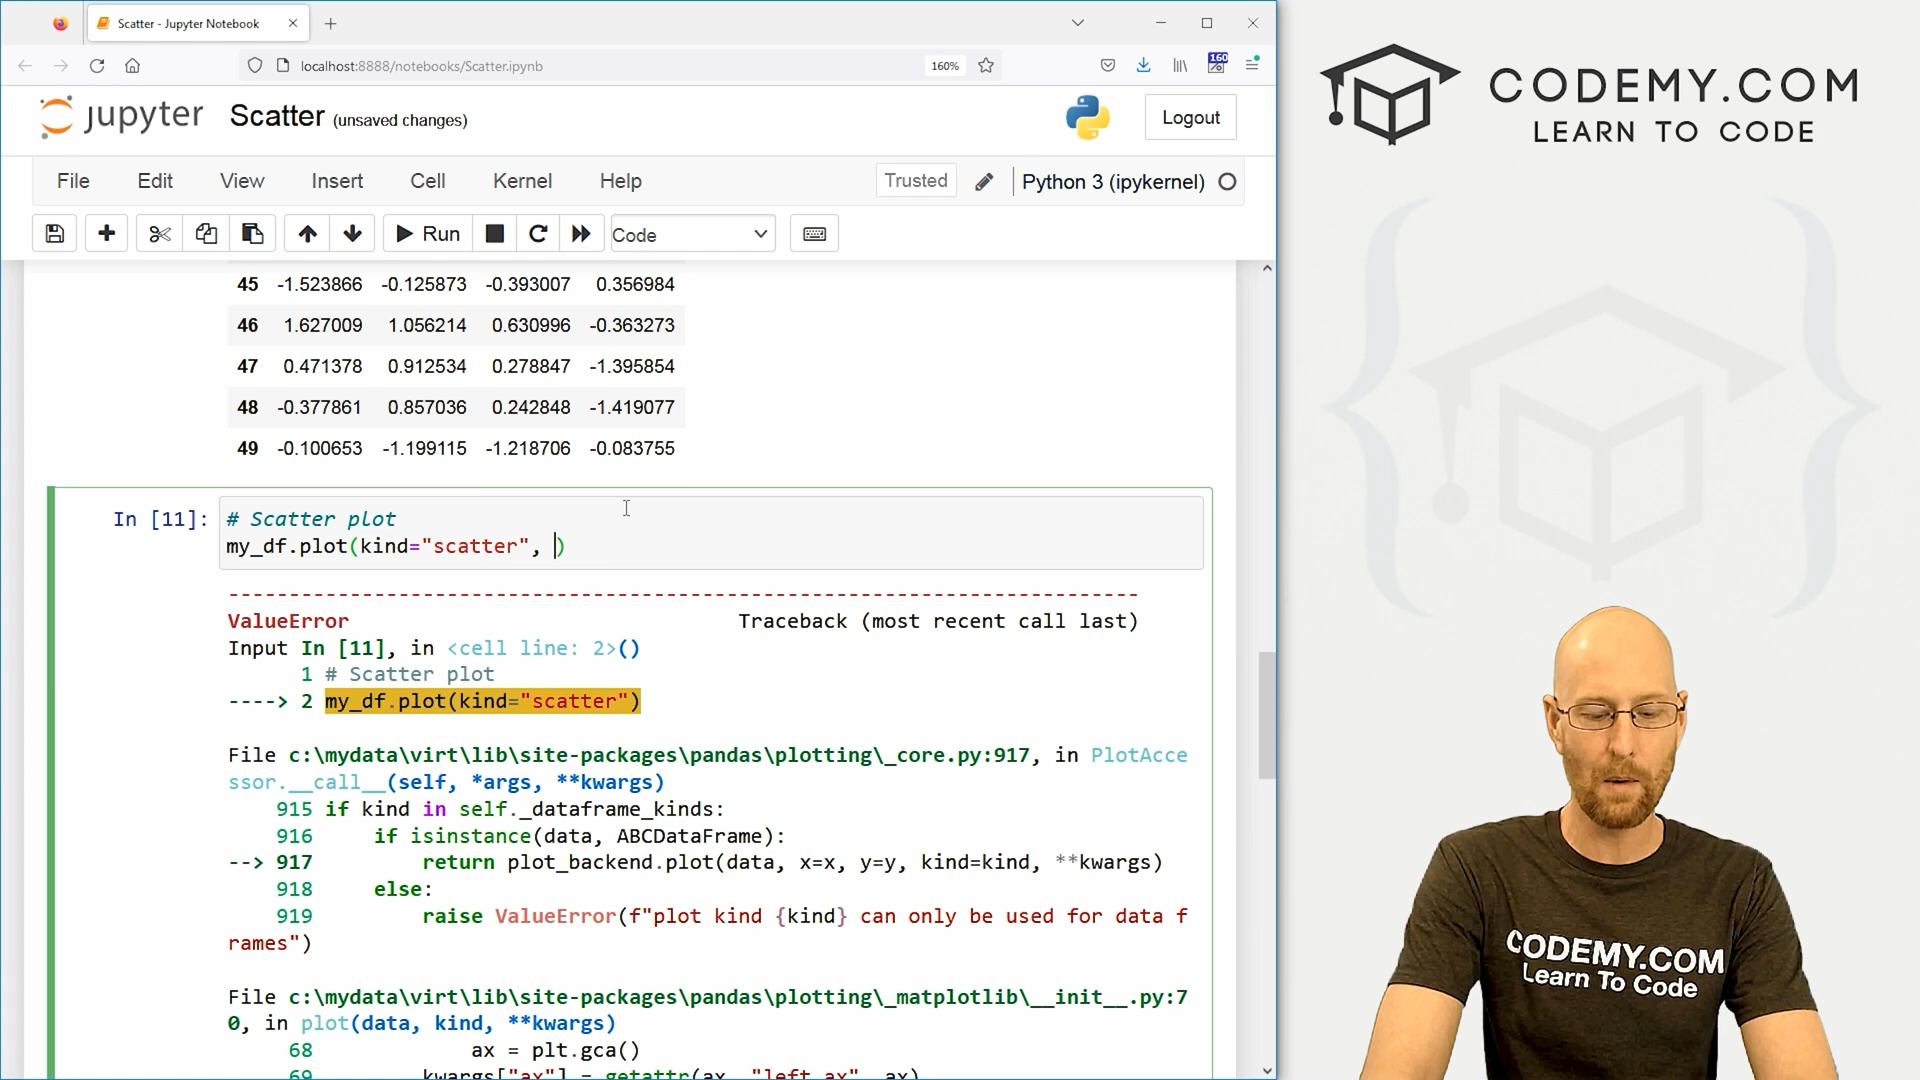 Scatter - Jupyter Notebook
localhost:8888/notebooks/Scatter.ipynb
160%
160
jupyter Scatter (unsaved changes)
Logout
File Edit View Insert Cell Kernel Help
Trusted
Python 3 (ipykernel)
Run
Code
45 -1.523866 -0.125873 -0.393007 0.356984
46 1.627009 1.056214 0.630996 -0.363273
47 0.471378 0.912534 0.278847 -1.395854
48 -0.377861 0.857036 0.242848 -1.419077
49 -0.100653 -1.199115 -1.218706 -0.083755
In [11]: # Scatter plot
my_df.plot(kind="scatter", )
---------------------------------------------------------------------------
ValueError Traceback (most recent call last)
Input In [11], in <cell line: 2>()
1 # Scatter plot
----> 2 my_df.plot(kind="scatter")
File c:\mydata\virt\lib\site-packages\pandas\plotting\_core.py:917, in PlotAcce
ssor.__call__(self, *args, **kwargs)
915 if kind in self._dataframe_kinds:
916 if isinstance(data, ABCDataFrame):
--> 917 return plot_backend.plot(data, x=x, y=y, kind=kind, **kwargs)
918 else:
919 raise ValueError(f"plot kind {kind} can only be used for data f
rames")
File c:\mydata\virt\lib\site-packages\pandas\plotting\_matplotlib\__init__.py:7
0, in plot(data, kind, **kwargs)
68 ax = plt.gca()
69 kwargs["ax"] = getattr(ax, "left_ax", ax)
CODEMY.COM
LEARN TO CODE
CODEMY.COM
Learn To Code